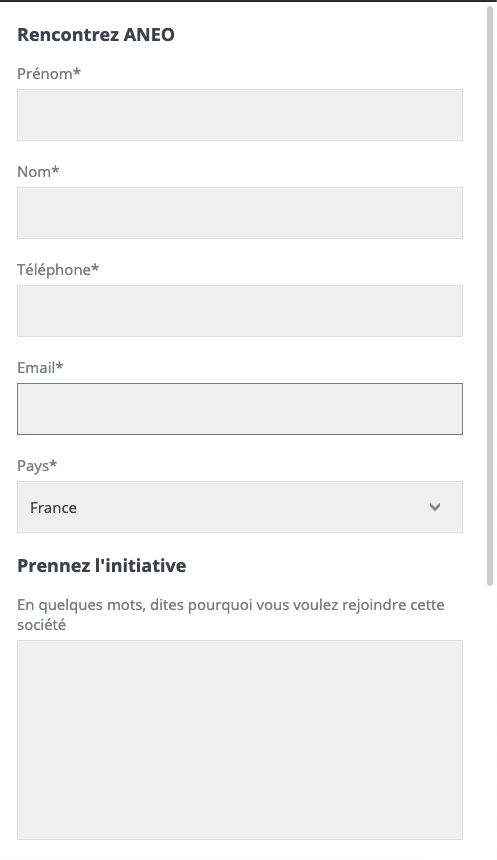 Rencontrez ANEO
Prénom*
Nom*
Téléphone*
Email*
Pays*
France
Prennez l'initiative
En quelques mots, dites pourquoi vous voulez rejoindre cette
société